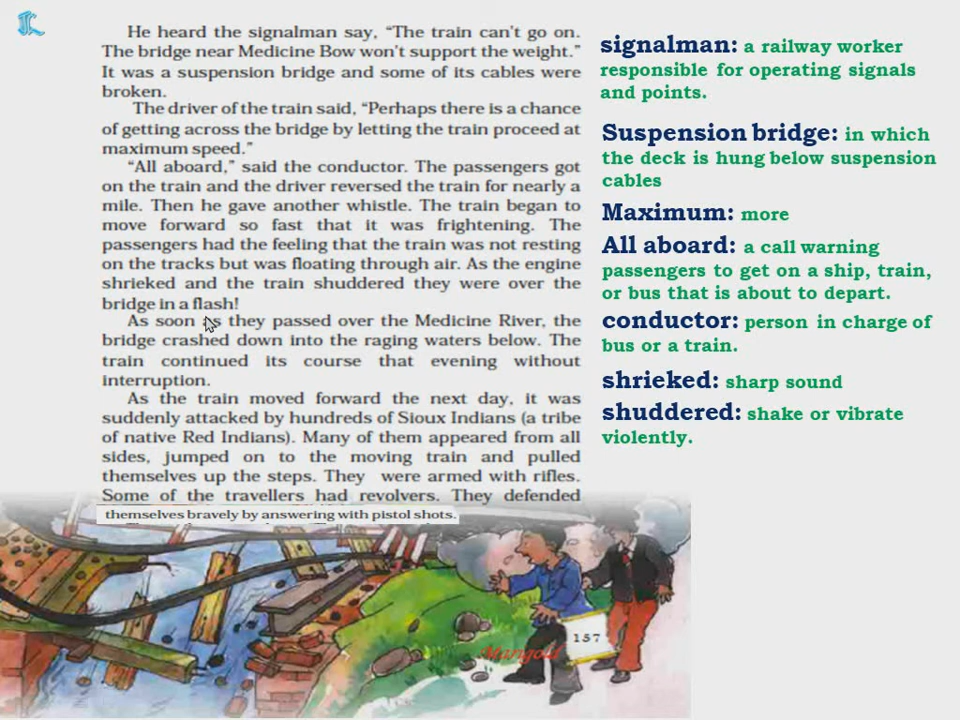 He heard the signalman say, “The train can’t go on.
The bridge near Medicine Bow won’t support the weight.”
It was a suspension bridge and some of its cables were
broken.
The driver of the train said, “Perhaps there is a chance
of getting across the bridge by letting the train proceed at
maximum speed.”
“All aboard,” said the conductor. The passengers got
on the train and the driver reversed the train for nearly a
mile. Then he gave another whistle. The train began to
move forward so fast that it was frightening. The
passengers had the feeling that the train was not resting
on the tracks but was floating through air. As the engine
shrieked and the train shuddered they were over the
bridge in a flash!
As soon as they passed over the Medicine River, the
bridge crashed down into the raging waters below. The
train continued its course that evening without
interruption.
As the train moved forward the next day, it was
suddenly attacked by hundreds of Sioux Indians (a tribe
of native Red Indians). Many of them appeared from all
sides, jumped on to the moving train and pulled
themselves up the steps. They were armed with rifles.
Some of the travellers had revolvers. They defended
themselves bravely by answering with pistol shots.
signalman: a railway worker
responsible for operating signals
and points.
Suspension bridge: in which
the deck is hung below suspension
cables
Maximum: more
All aboard: a call warning
passengers to get on a ship, train,
or bus that is about to depart.
conductor: person in charge of
bus or a train.
shrieked: sharp sound
shuddered: shake or vibrate
violently.
157